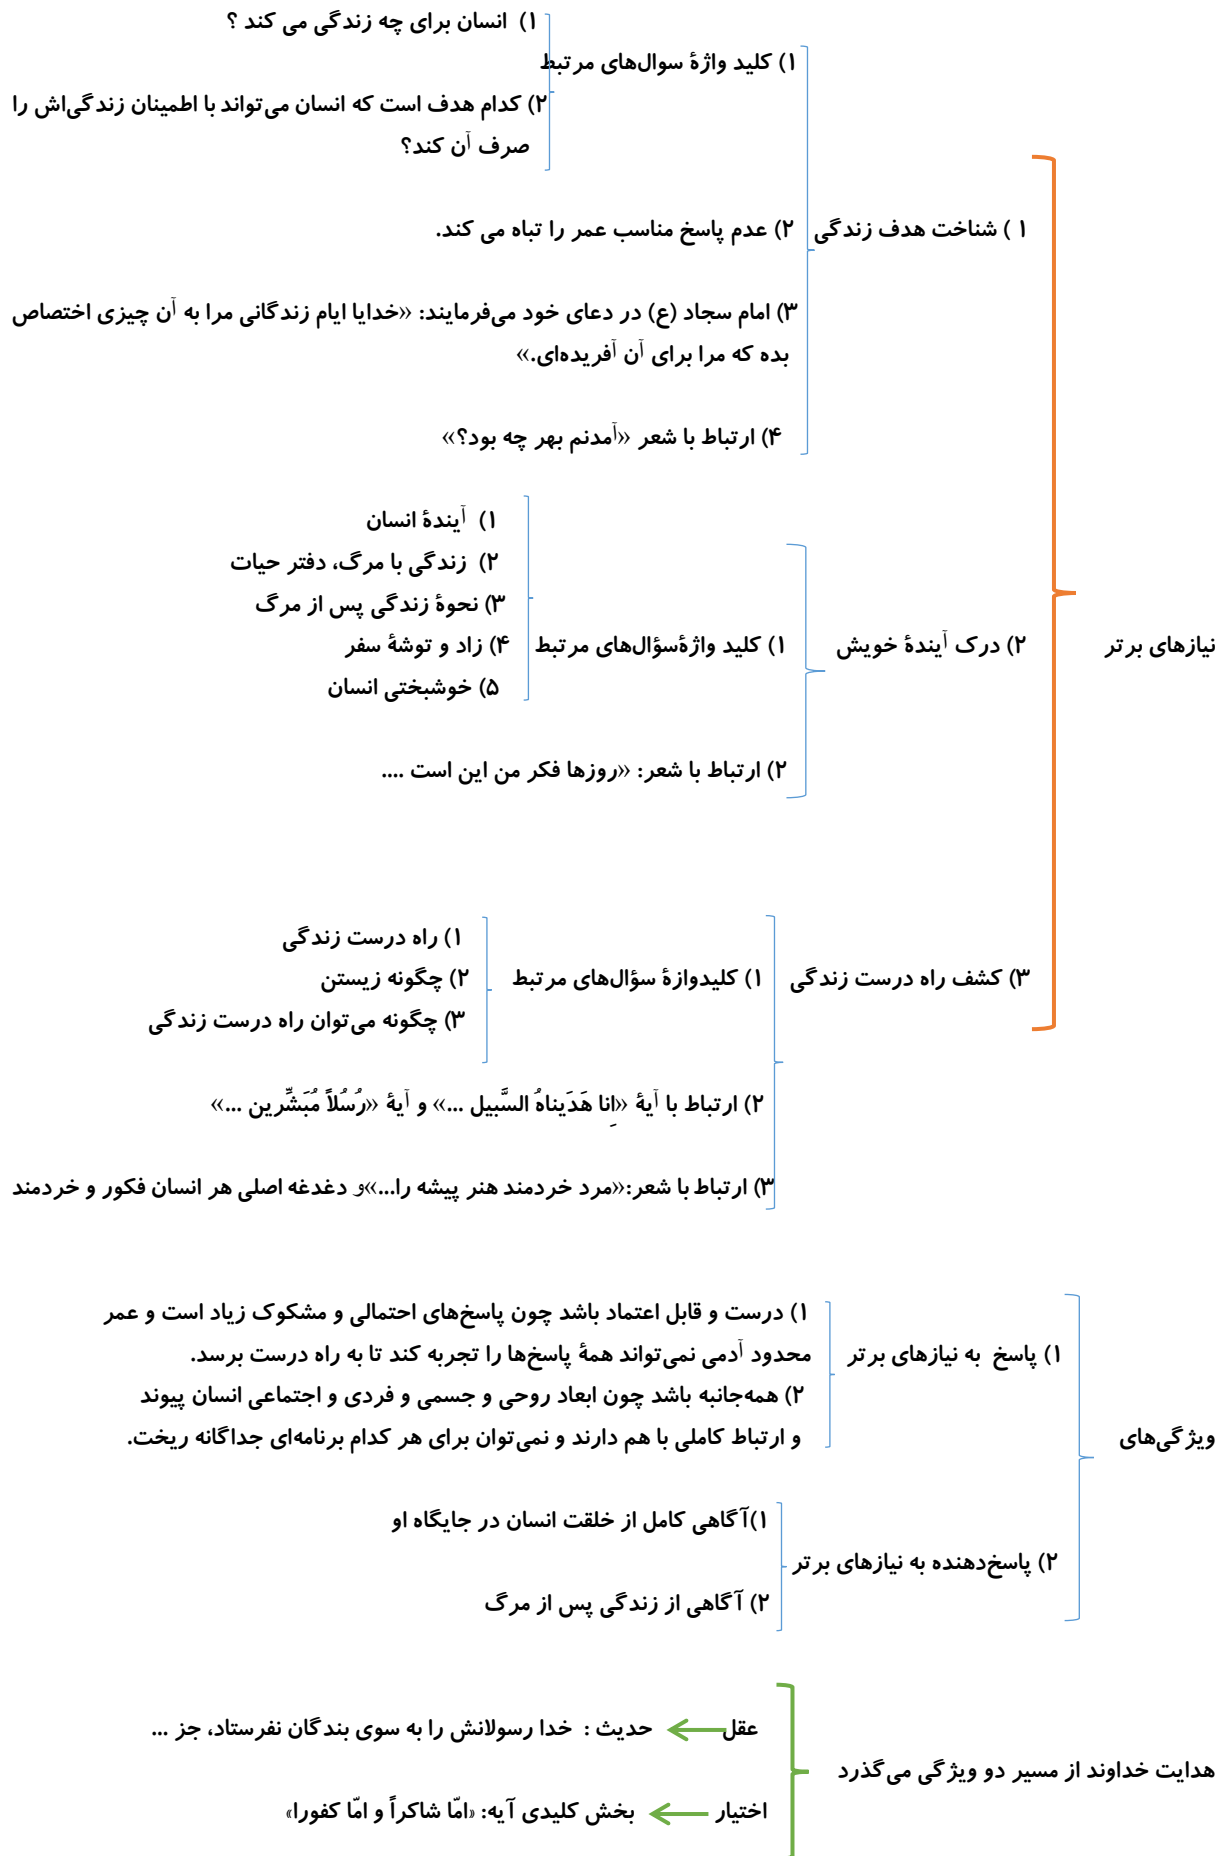 ۱) انسان برای چه زندگی می کند ؟
۱) کلید واژهٔ سوال‌های مرتبط
۲) کدام هدف است که انسان می‌تواند با اطمینان زندگی‌اش را
صرف آن کند؟
۱ ) شناخت هدف زندگی
۲) عدم پاسخ مناسب عمر را تباه می کند.
۳) امام سجاد (ع) در دعای خود می‌فرمایند: «خدایا ایام زندگانی مرا به آن چیزی اختصاص
بده که مرا برای آن آفریده‌ای.»
۴) ارتباط با شعر «آمدنم بهر چه بود؟»
۱) آیندهٔ انسان
۲) زندگی با مرگ، دفتر حیات
۳) نحوهٔ زندگی پس از مرگ
نیازهای برتر
۲) درک آیندهٔ خویش
۱) کلید واژهٔسؤال‌های مرتبط
۴) زاد و توشهٔ سفر
۵) خوشبختی انسان
۲) ارتباط با شعر: «روزها فکر من این است ....
۱) راه درست زندگی
۳) کشف راه درست زندگی
۱) کلیدوازهٔ سؤال‌های مرتبط
۲) چگونه زیستن
۳) چگونه می‌توان راه درست زندگی
۲) ارتباط با آیهٔ «اِنا هَدَیناهُ السَّبیل ...» و آیهٔ «رُسُلاً مُبَشِّرین ...»
۳) ارتباط با شعر:«مرد خردمند هنر پیشه را...»و دغدغه اصلی هر انسان فکور و خردمند
۱) درست و قابل اعتماد باشد چون پاسخ‌های احتمالی و مشکوک زیاد است و عمر
۱) پاسخ به نیازهای برتر
محدود آدمی نمی‌تواند همهٔ پاسخ‌ها را تجربه کند تا به راه درست برسد.
۲) همه‌جانبه باشد چون ابعاد روحی و جسمی و فردی و اجتماعی انسان پیوند
ویژگی‌های
و ارتباط کاملی با هم دارند و نمی‌توان برای هر کدام برنامه‌ای جداگانه ریخت.
۱)آگاهی کامل از خلقت انسان در جایگاه او
۲) پاسخ‌دهنده به نیازهای برتر
۲) آگاهی از زندگی پس از مرگ
عقل ← حدیث : خدا رسولانش را به سوی بندگان نفرستاد، جز ...
هدایت خداوند از مسیر دو ویژگی می‌گذرد
اختیار ← بخش کلیدی آیه: «امّا شاکراً و امّا کفورا»